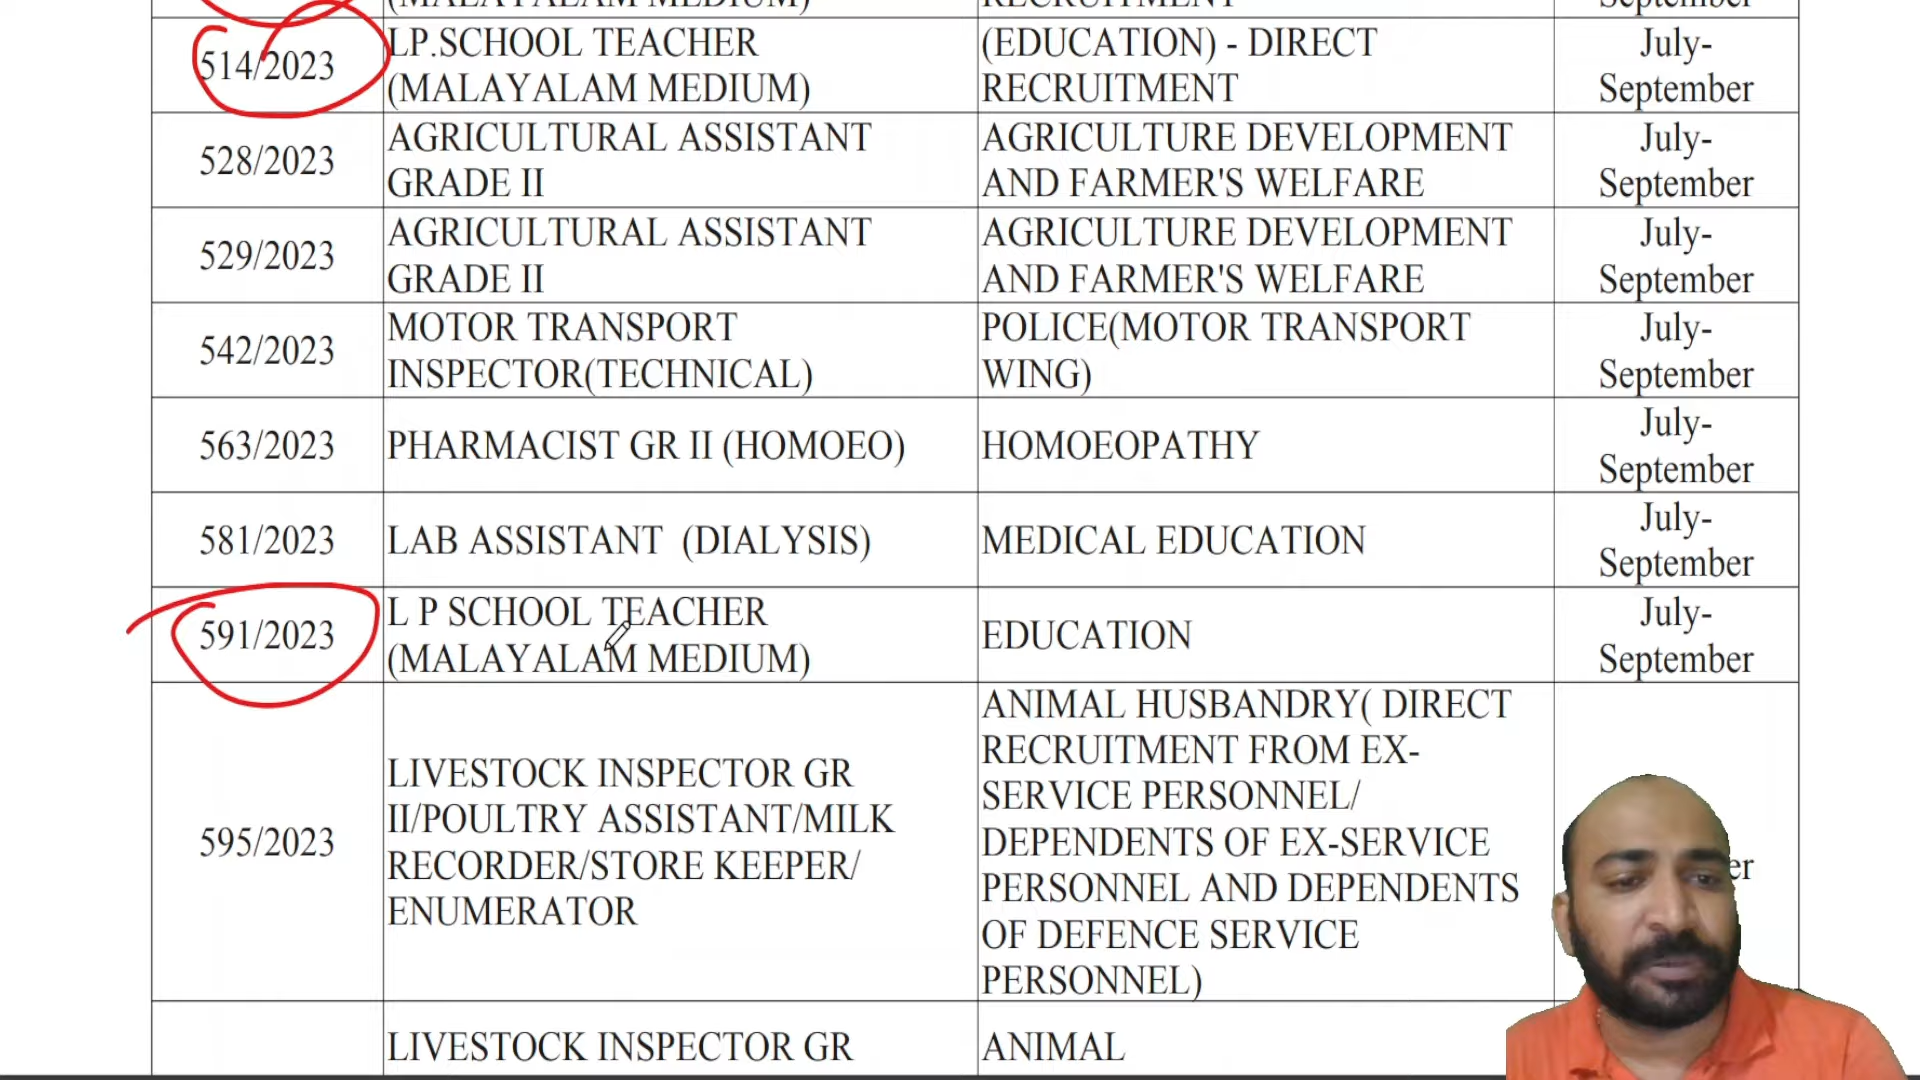 (MALAYALAM MEDIUM)
RECRUITMENT
September
514/2023
LP.SCHOOL TEACHER
(MALAYALAM MEDIUM)
(EDUCATION) - DIRECT
RECRUITMENT
July-
September
528/2023
AGRICULTURAL ASSISTANT
GRADE II
AGRICULTURE DEVELOPMENT
AND FARMER'S WELFARE
July-
September
529/2023
AGRICULTURAL ASSISTANT
GRADE II
AGRICULTURE DEVELOPMENT
AND FARMER'S WELFARE
July-
September
542/2023
MOTOR TRANSPORT
INSPECTOR(TECHNICAL)
POLICE(MOTOR TRANSPORT
WING)
July-
September
563/2023
PHARMACIST GR II (HOMOEO)
HOMOEOPATHY
July-
September
581/2023
LAB ASSISTANT (DIALYSIS)
MEDICAL EDUCATION
July-
September
591/2023
L P SCHOOL TEACHER
(MALAYALAM MEDIUM)
EDUCATION
July-
September
595/2023
LIVESTOCK INSPECTOR GR
II/POULTRY ASSISTANT/MILK
RECORDER/STORE KEEPER/
ENUMERATOR
ANIMAL HUSBANDRY( DIRECT
RECRUITMENT FROM EX-
SERVICE PERSONNEL/
DEPENDENTS OF EX-SERVICE
PERSONNEL AND DEPENDENTS
OF DEFENCE SERVICE
PERSONNEL)
LIVESTOCK INSPECTOR GR
ANIMAL